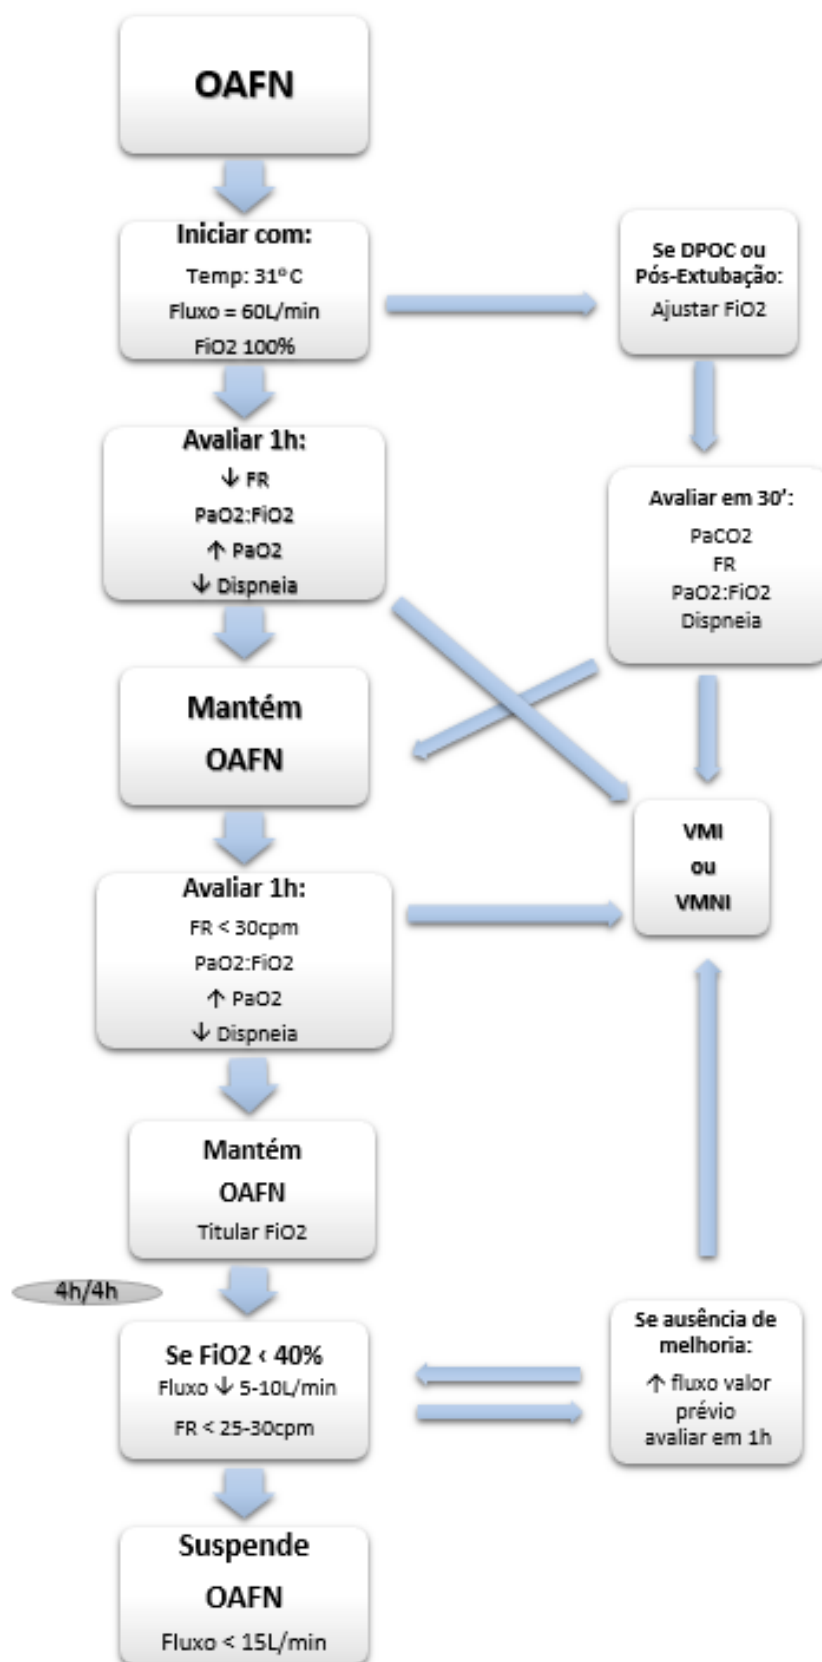 OAFN
Iniciar com:
Temp: 31º C
Fluxo = 60L/min
FiO2 100%
Se DPOC ou
Pós-Extubação:
Ajustar FiO2
Avaliar 1h:
↓ FR
PaO2:FiO2
↑ PaO2
↓ Dispneia
Avaliar em 30’:
PaCO2
FR
PaO2:FiO2
Dispneia
Mantém
OAFN
VMI
ou
VMNI
Avaliar 1h:
FR < 30cpm
PaO2:FiO2
↑ PaO2
↓ Dispneia
Mantém
OAFN
Titular FiO2
4h/4h
Se FiO2 < 40%
Fluxo ↓ 5-10L/min
FR < 25-30cpm
Se ausência de
melhoria:
↑ fluxo valor
prévio
avaliar em 1h
Suspende
OAFN
Fluxo < 15L/min